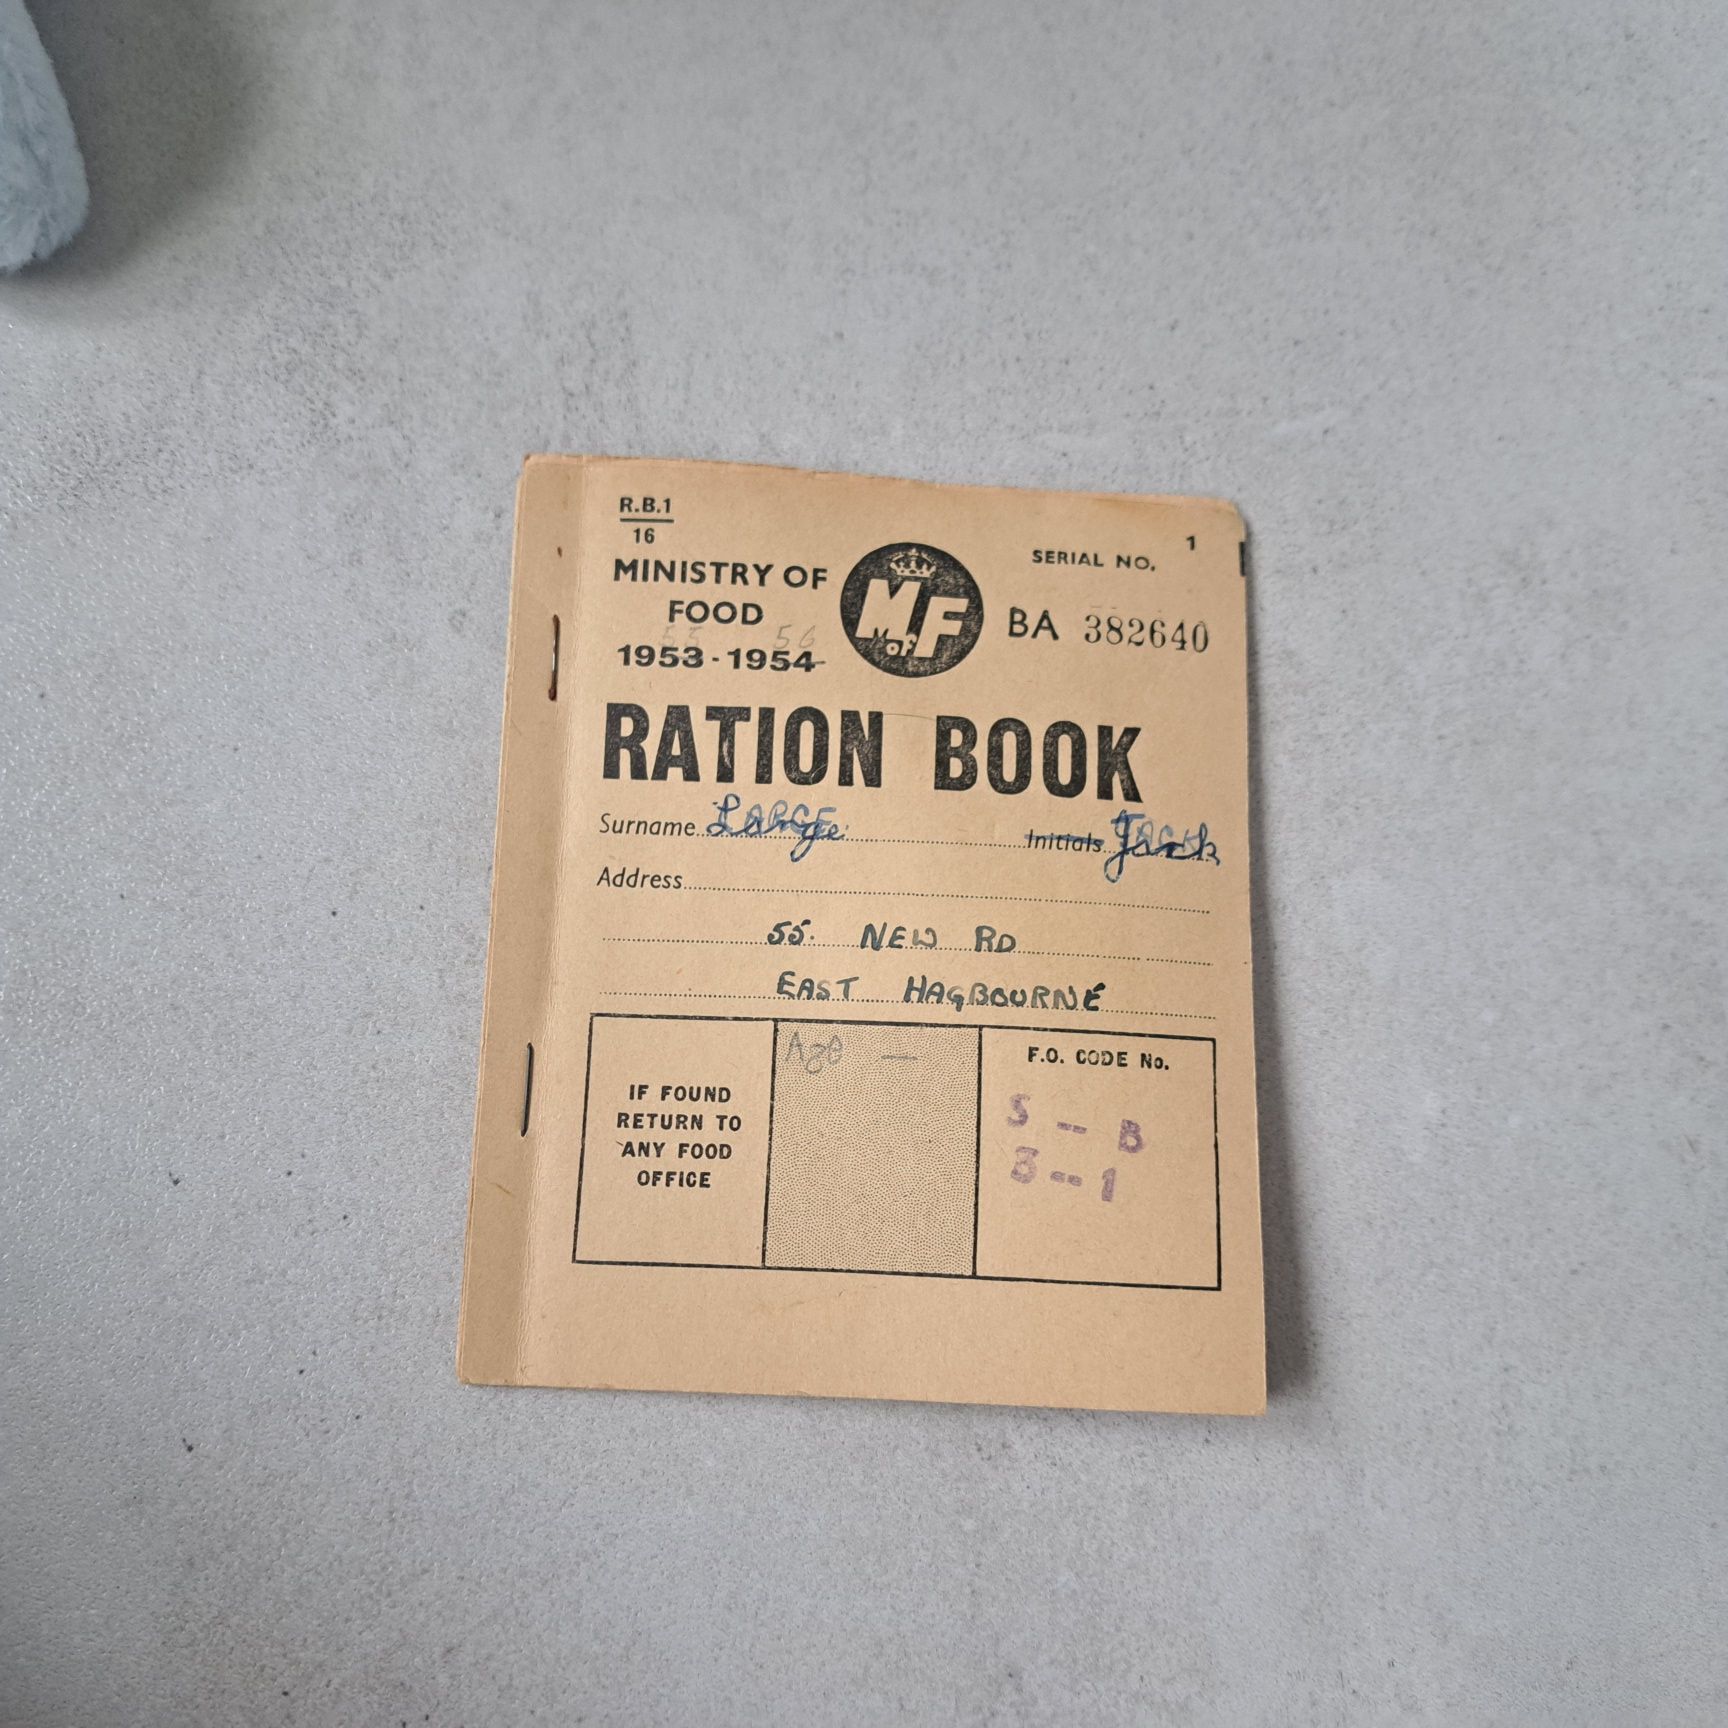 R.B.1
16
MINISTRY OF
FOOD
55 56
1953-1954
M F
M of
SERIAL NO. 1
BA 382640
RATION BOOK
Surname Large Initials Jack
Address
55. NEW RD
EAST HAGBOURNE
IF FOUND
RETURN TO
ANY FOOD
OFFICE
F.O. CODE No.
S -- B
B -- 1